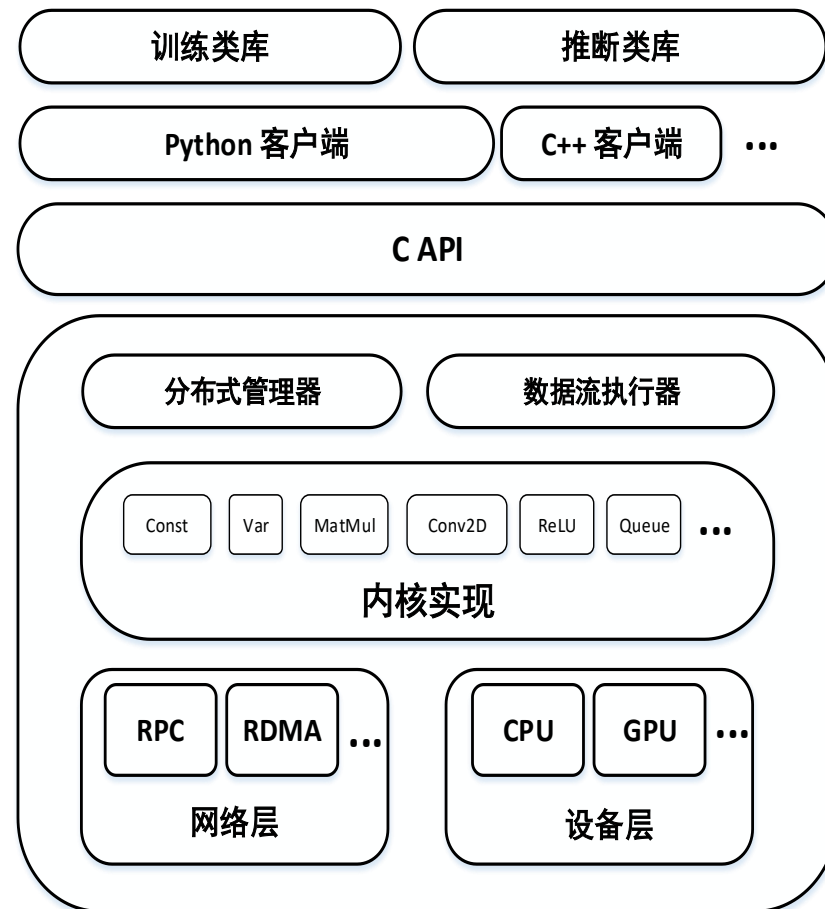 训练类库 推断类库
Python 客户端 C++ 客户端 ...
C API
分布式管理器 数据流执行器
Const Var MatMul Conv2D ReLU Queue ...
内核实现
RPC RDMA ... CPU GPU ...
网络层 设备层